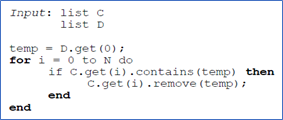 Input: list C
list D
temp = D.get(0);
for i = 0 to N do
if C.get(i).contains(temp) then
C.get(i).remove(temp);
end
end